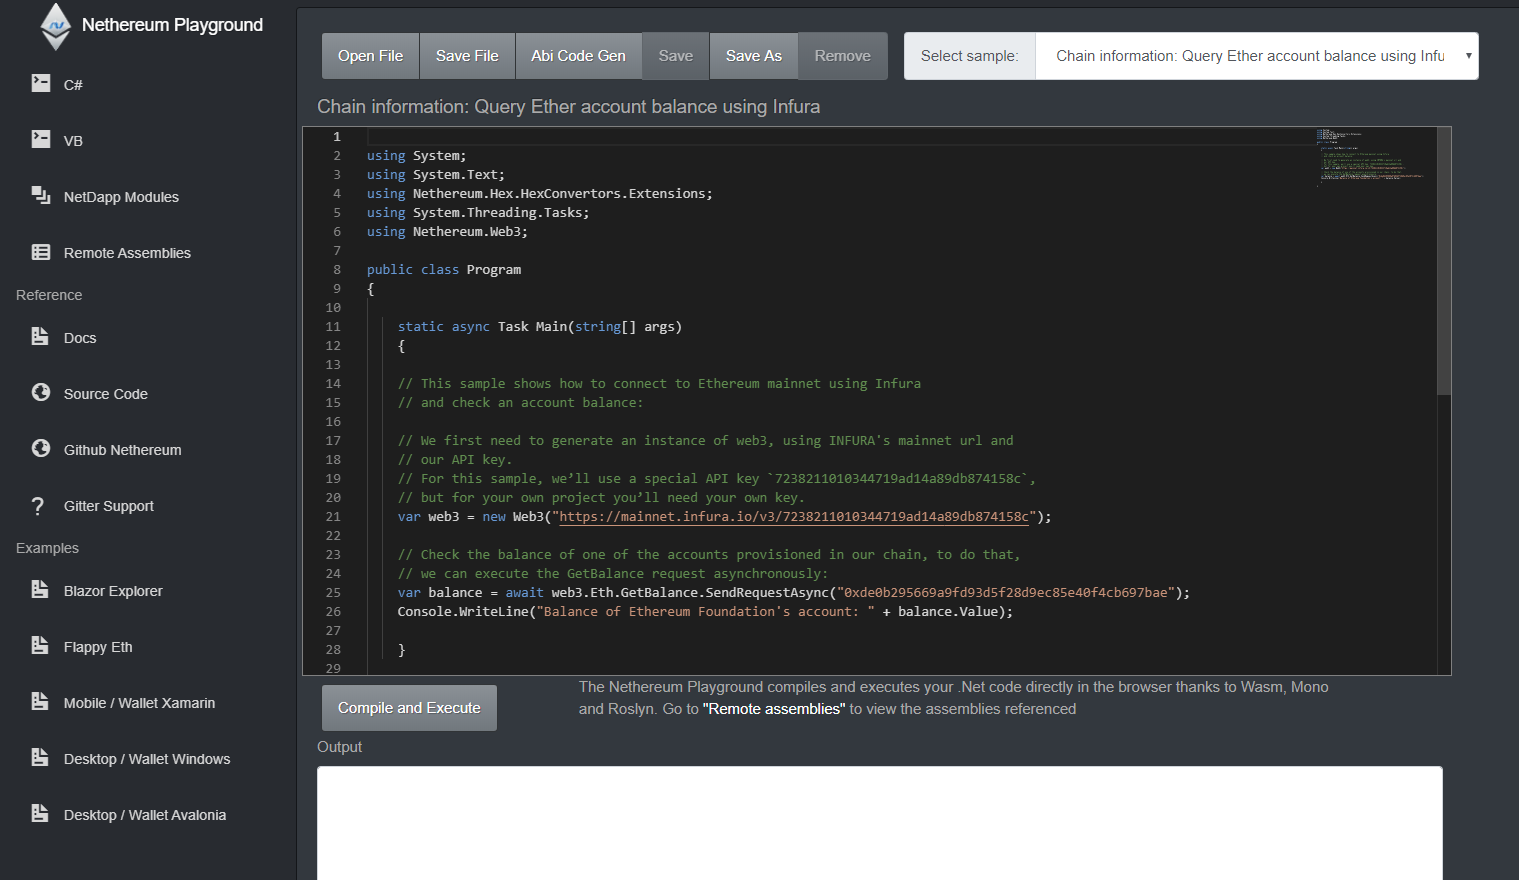 Nethereum Playground
C#
VB
NetDapp Modules
Remote Assemblies
Reference
Docs
Source Code
Github Nethereum
Gitter Support
Examples
Blazor Explorer
Flappy Eth
Mobile / Wallet Xamarin
Desktop / Wallet Windows
Desktop / Wallet Avalonia
Open File Save File Abi Code Gen Save Save As Remove Select sample: Chain information: Query Ether account balance using Infu
Chain information: Query Ether account balance using Infura
1
2 using System;
3 using System.Text;
4 using Nethereum.Hex.HexConvertors.Extensions;
5 using System.Threading.Tasks;
6 using Nethereum.Web3;
7
8 public class Program
9 {
10
11 static async Task Main(string[] args)
12 {
13
14 // This sample shows how to connect to Ethereum mainnet using Infura
15 // and check an account balance:
16
17 // We first need to generate an instance of web3, using INFURA's mainnet url and
18 // our API key.
19 // For this sample, we’ll use a special API key `7238211010344719ad14a89db874158c`,
20 // but for your own project you’ll need your own key.
21 var web3 = new Web3("https://mainnet.infura.io/v3/7238211010344719ad14a89db874158c");
22
23 // Check the balance of one of the accounts provisioned in our chain, to do that,
24 // we can execute the GetBalance request asynchronously:
25 var balance = await web3.Eth.GetBalance.SendRequestAsync("0xde0b295669a9fd93d5f28d9ec85e40f4cb697bae");
26 Console.WriteLine("Balance of Ethereum Foundation's account: " + balance.Value);
27
28 }
29
Compile and Execute
The Nethereum Playground compiles and executes your .Net code directly in the browser thanks to Wasm, Mono
and Roslyn. Go to "Remote assemblies" to view the assemblies referenced
Output